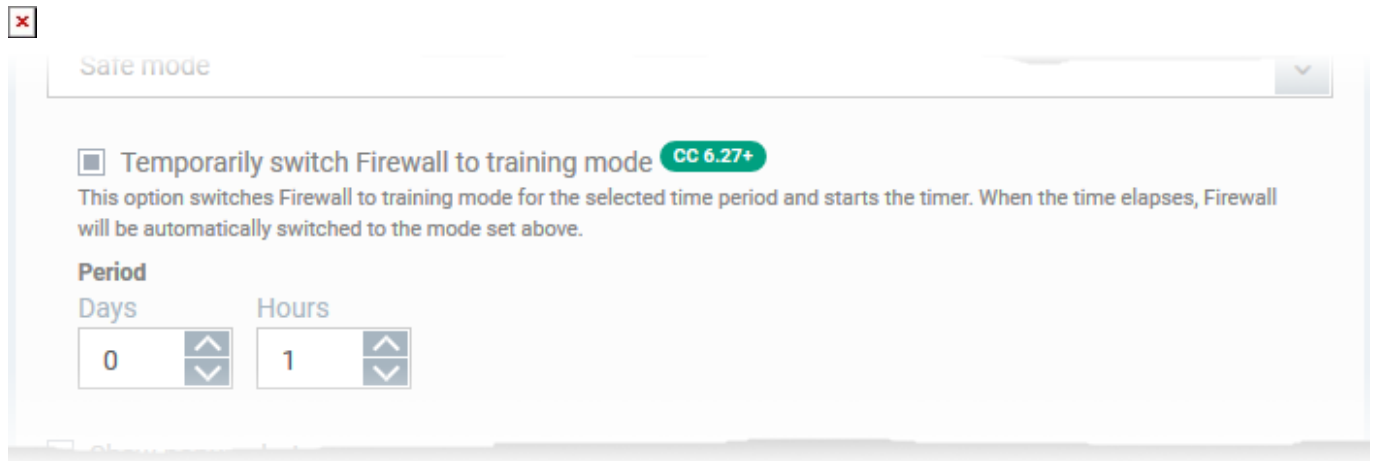 Safe mode
Temporarily switch Firewall to training mode CC 6.27+
This option switches Firewall to training mode for the selected time period and starts the timer. When the time elapses, Firewall
will be automatically switched to the mode set above.
Period
Days Hours
0 1